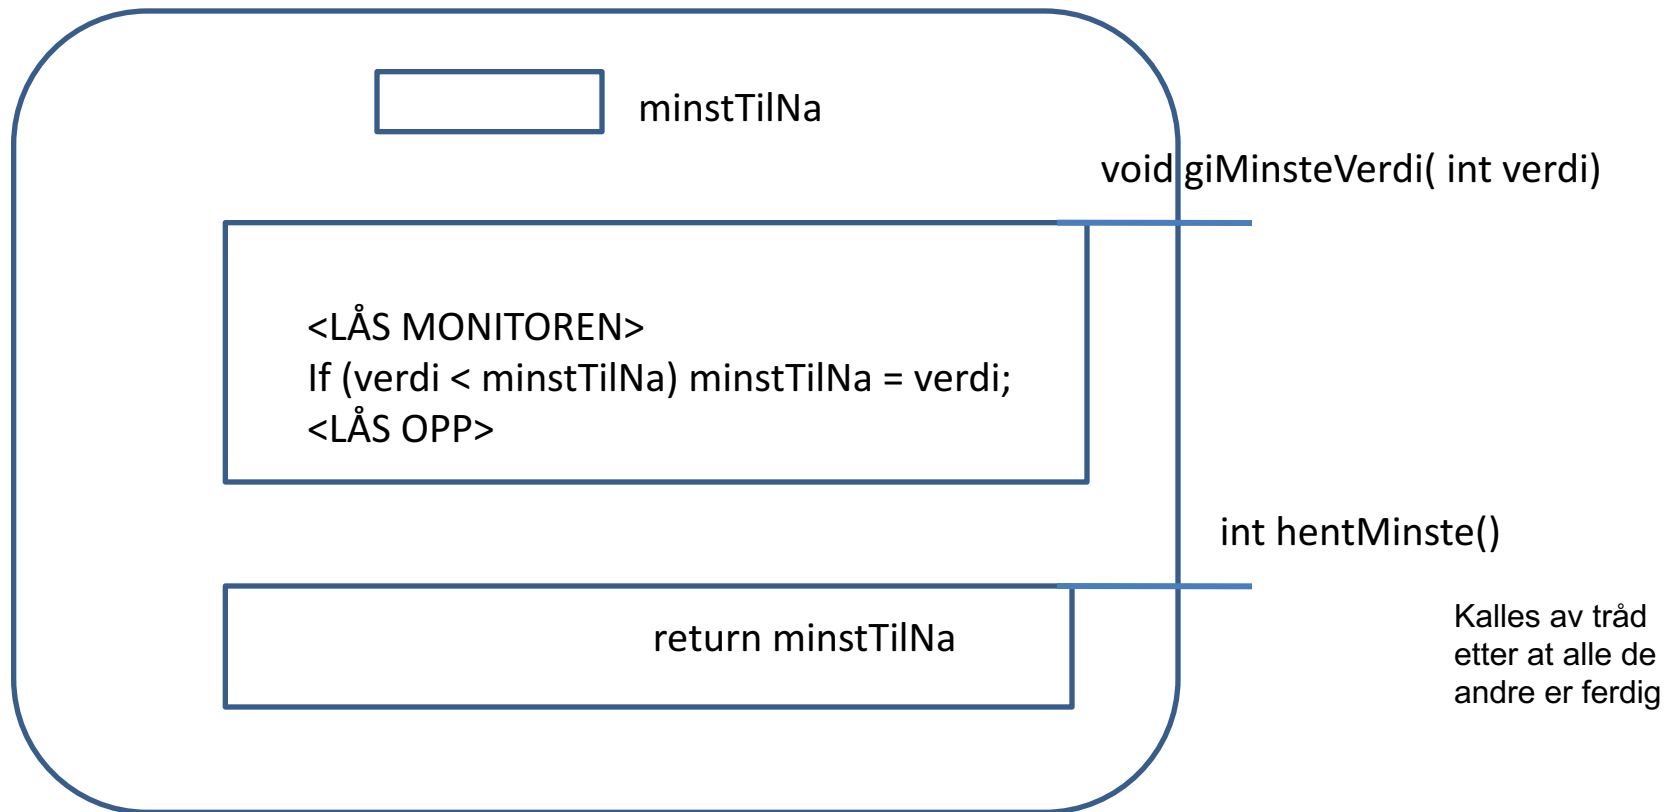 minstTilNa
void giMinsteVerdi( int verdi)
<LÅS MONITOREN>
If (verdi < minstTilNa) minstTilNa = verdi;
<LÅS OPP>
int hentMinste()
return minstTilNa
Kalles av tråd
etter at alle de
andre er ferdig